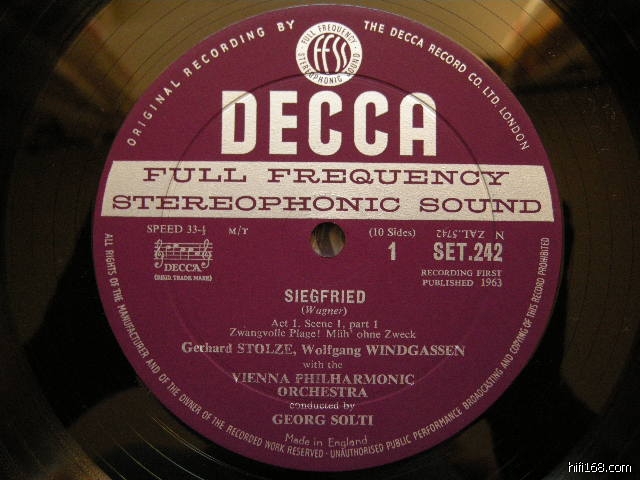 ORIGINAL RECORDING BY THE DECCA RECORD CO. LTD. LONDON
FULL FREQUENCY
FFSS
STEREOPHONIC SOUND
DECCA
FULL FREQUENCY
STEREOPHONIC SOUND
SPEED 33-⅓ M/T (10 Sides) N ZAL.5742
1 SET.242
DECCA
(REGD. TRADE MARK)
RECORDING FIRST
PUBLISHED 1963
SIEGFRIED
(Wagner)
Act 1. Scene 1, part 1
Zwangvolle Plage! Müh' ohne Zweck
Gerhard STOLZE, Wolfgang WINDGASSEN
with the
VIENNA PHILHARMONIC
ORCHESTRA
conducted by
GEORG SOLTI
Made in England
ALL RIGHTS OF THE MANUFACTURER AND OF THE OWNER OF THE RECORDED WORK RESERVED · UNAUTHORISED PUBLIC PERFORMANCE BROADCASTING AND COPYING OF THIS RECORD PROHIBITED
hifi168.com